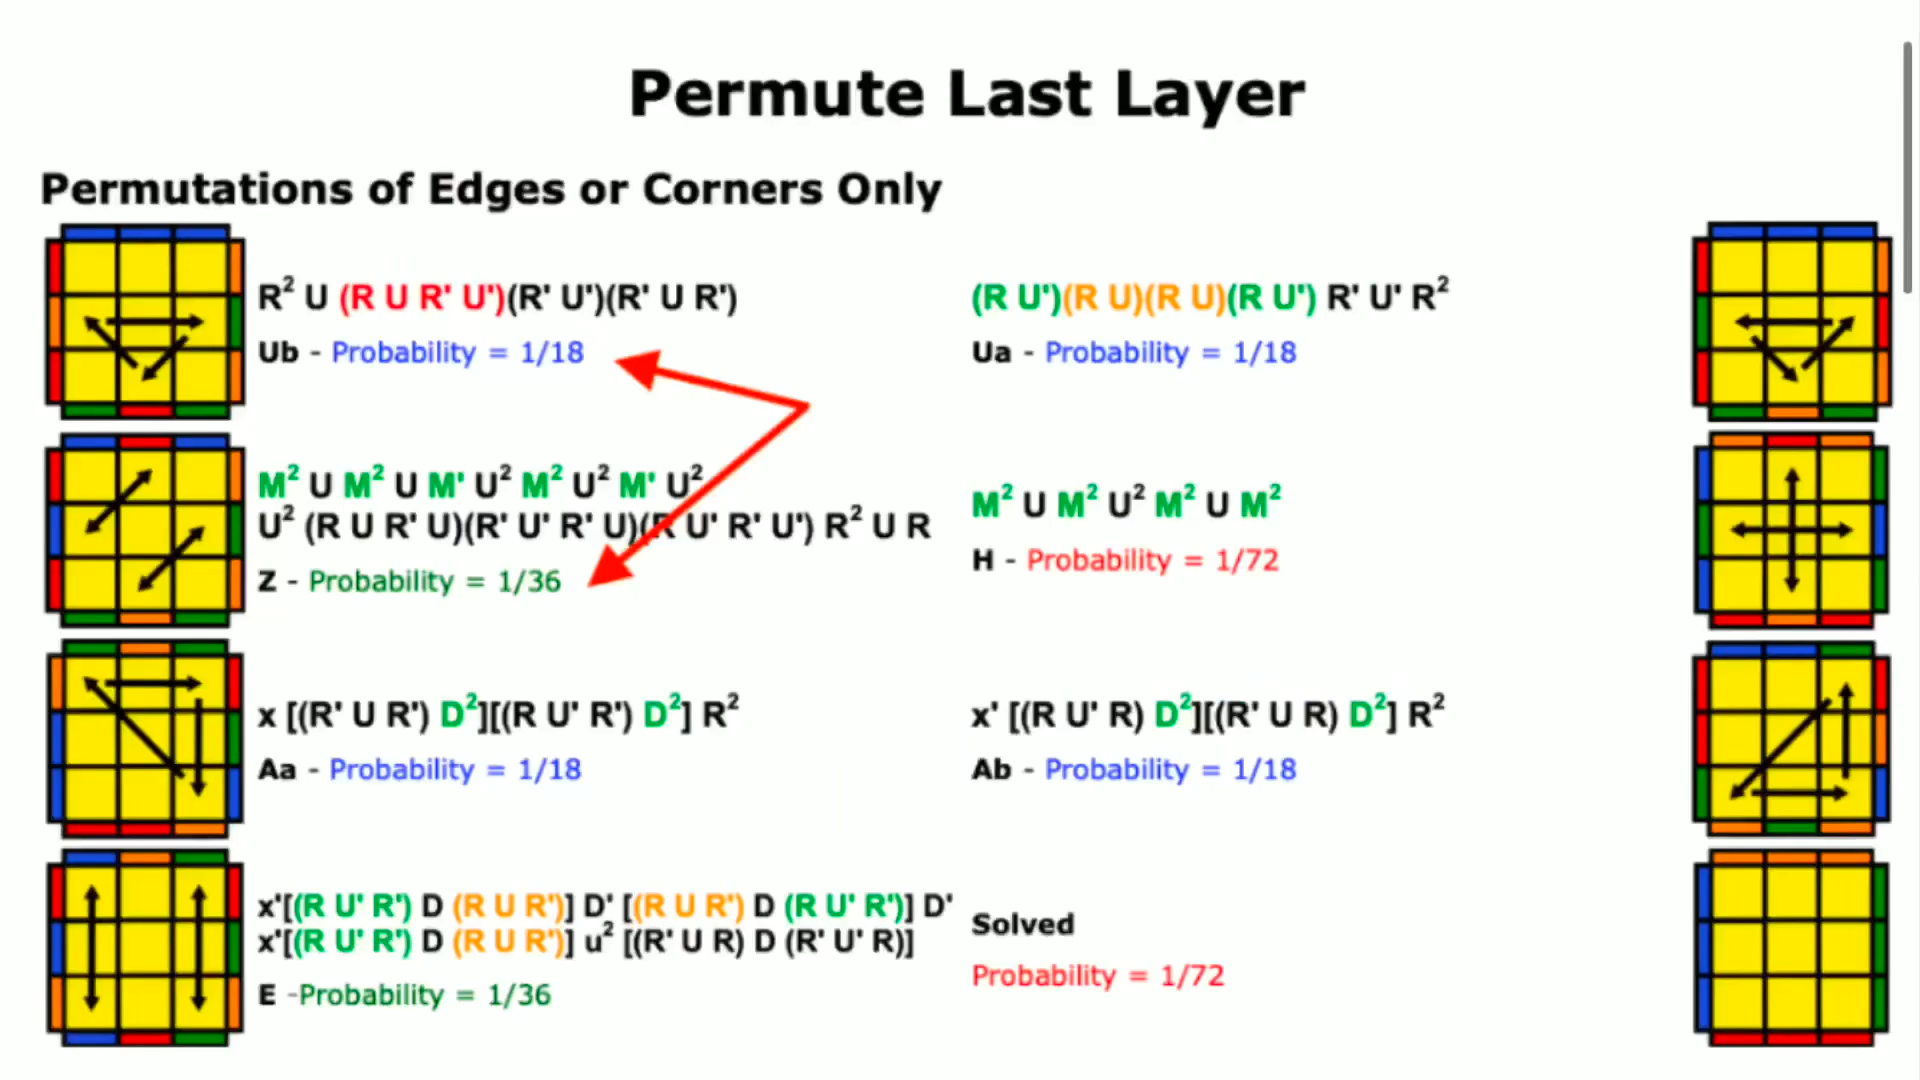 Permute Last Layer
Permutations of Edges or Corners Only
R² U (R U R' U')(R' U')(R' U R')
Ub - Probability = 1/18
(R U')(R U)(R U)(R U') R' U' R²
Ua - Probability = 1/18
M² U M² U M' U² M² U² M' U²
U² (R U R' U)(R' U' R' U)(R U' R' U') R² U R
Z - Probability = 1/36
M² U M² U² M² U M²
H - Probability = 1/72
x [(R' U R') D²][(R U' R') D²] R²
Aa - Probability = 1/18
x' [(R U' R) D²][(R' U R) D²] R²
Ab - Probability = 1/18
x'[(R U' R') D (R U R')] D' [(R U R') D (R U' R')] D'
x'[(R U' R') D (R U R')] u² [(R' U R) D (R' U' R)]
E -Probability = 1/36
Solved
Probability = 1/72